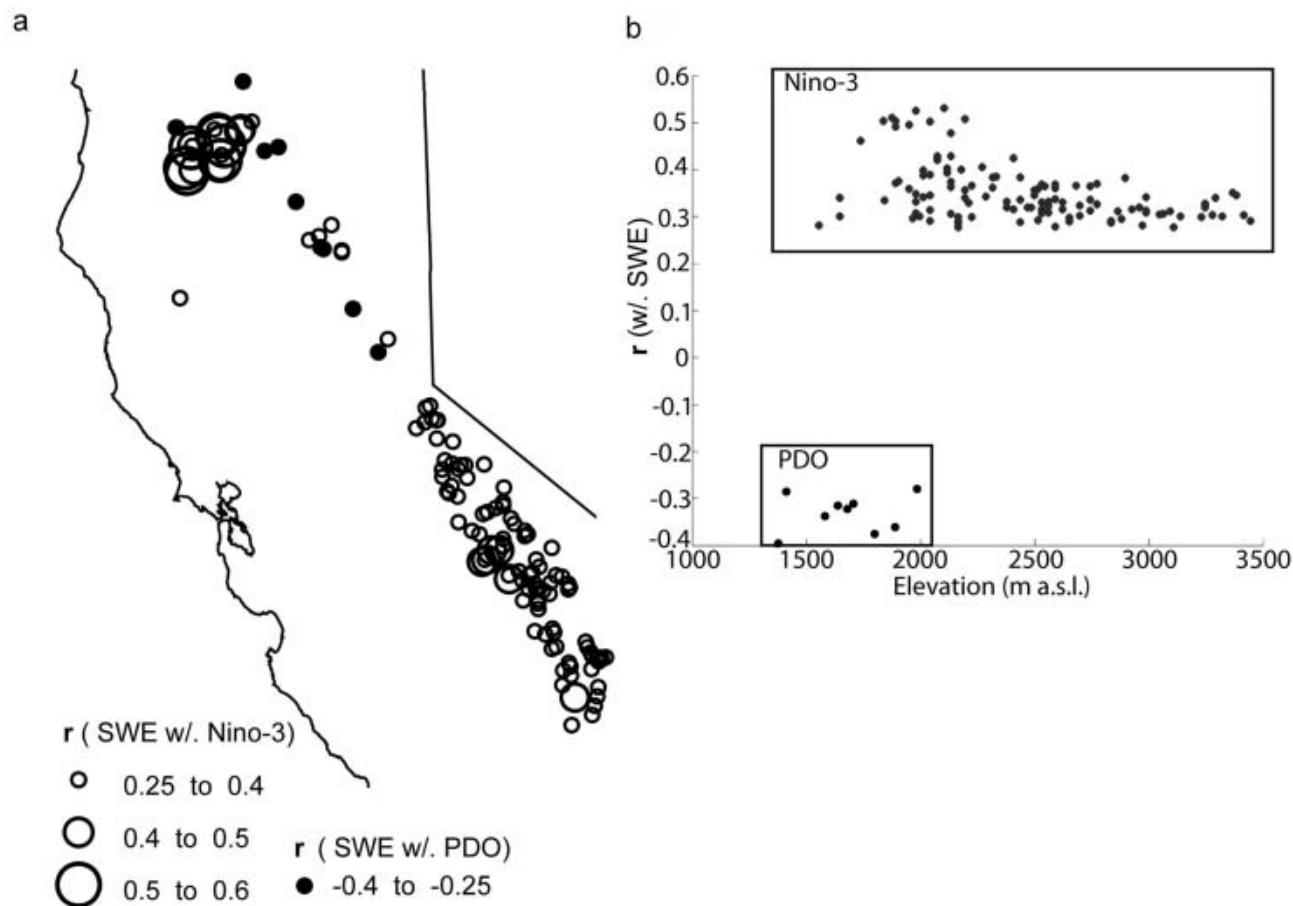 a
b
r ( SWE w/. Nino-3)
0.25 to 0.4
0.4 to 0.5
0.5 to 0.6
r ( SWE w/. PDO)
-0.4 to -0.25
r (w/. SWE)
0.6
0.5
0.4
0.3
0.2
0.1
0
-0.1
-0.2
-0.3
-0.4
Nino-3
PDO
1000 1500 2000 2500 3000 3500
Elevation (m a.s.l.)